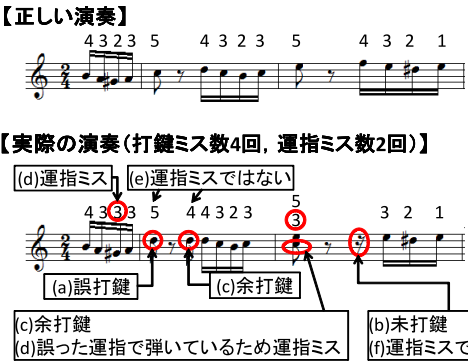 【正しい演奏】
4 3 2 3 5 4 3 2 3 5 4 3 2 1
2
4
【実際の演奏(打鍵ミス数4回,運指ミス数2回)】
(d)運指ミス
(e)運指ミスではない
5
4 3 3 3 5 4 4 3 2 3 3 3 2 1
2
4
(a)誤打鍵
(c)余打鍵
(c)余打鍵
(d)誤った運指で弾いているため運指ミス
(b)未打鍵
(f)運指ミスで